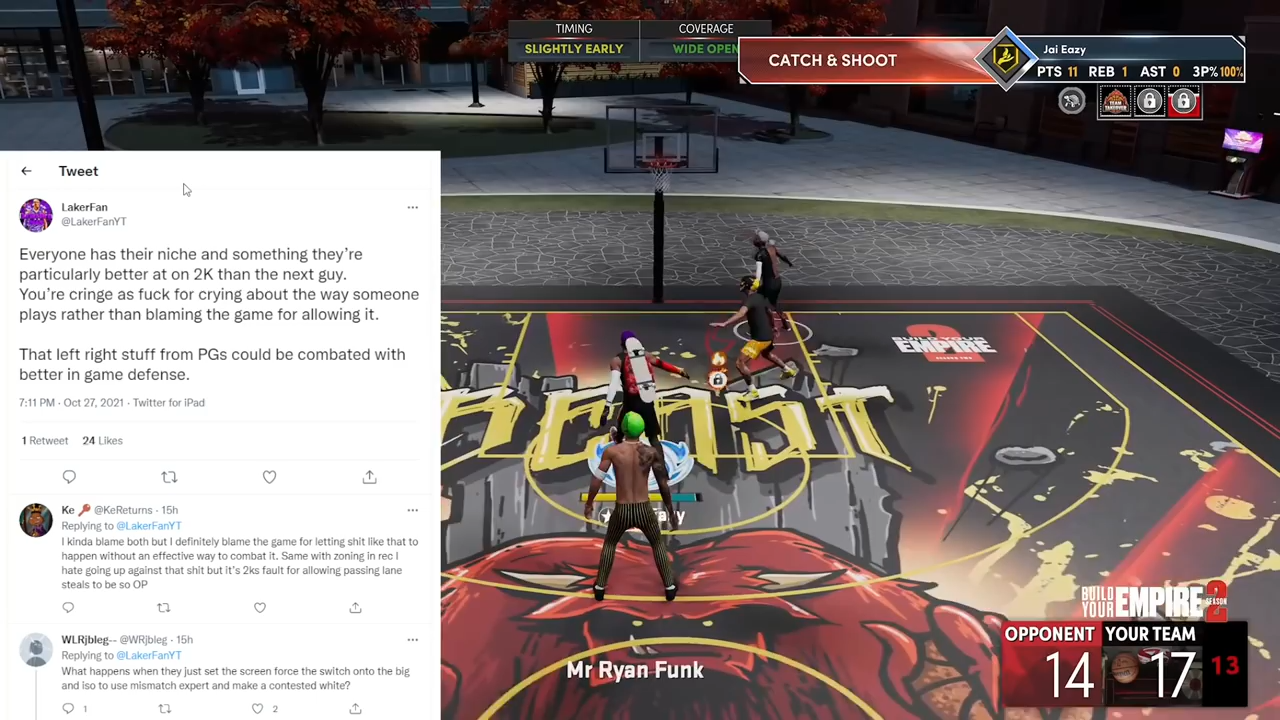 TIMING
COVERAGE
SLIGHTLY EARLY
WIDE OPEN
CATCH & SHOOT
Jai Eazy
PTS 11 REB 1 AST 0 3P% 100%
TEAM TAKEOVER
Tweet
LakerFan
@LakerFanYT
Everyone has their niche and something they're
particularly better at on 2K than the next guy.
You're cringe as fuck for crying about the way someone
plays rather than blaming the game for allowing it.
That left right stuff from PGs could be combated with
better in game defense.
7:11 PM · Oct 27, 2021 · Twitter for iPad
1 Retweet 24 Likes
Ke 🔑 @KeReturns · 15h
Replying to @LakerFanYT
I kinda blame both but I definitely blame the game for letting shit like that to
happen without an effective way to combat it. Same with zoning in rec I
hate going up against that shit but it's 2ks fault for allowing passing lane
steals to be so OP
WLRjbleg-- @WRjbleg · 15h
Replying to @LakerFanYT
What happens when they just set the screen force the switch onto the big
and iso to use mismatch expert and make a contested white?
1
2
BUILD YOUR
EMPIRE 2
BEAST
Mr Ryan Funk
BUILD YOUR EMPIRE 2
SEASON
OPPONENT YOUR TEAM
14 17 13